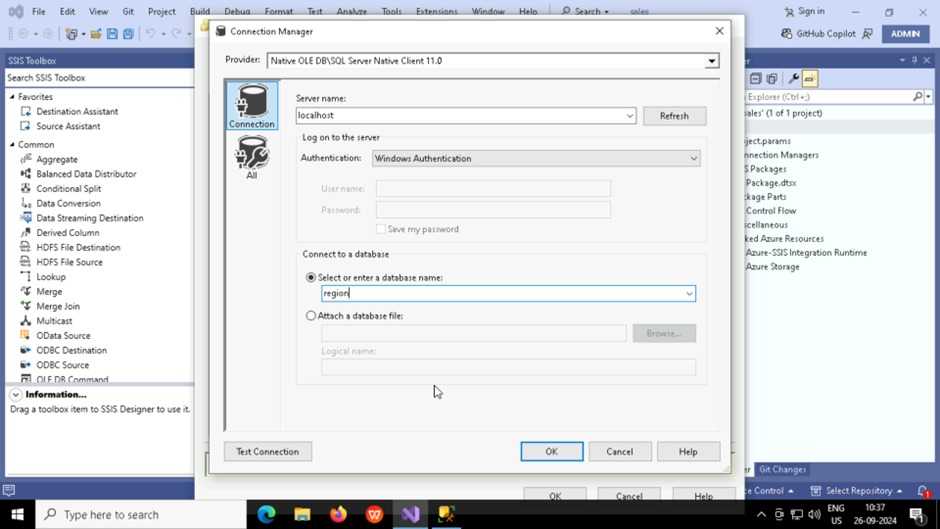 File Edit View Git Project Build Debug Format Test Analyze Tools Extensions Window Help Search sales Sign in
GitHub Copilot ADMIN
SSIS Toolbox
Search SSIS Toolbox
Favorites
Destination Assistant
Source Assistant
Common
Aggregate
Balanced Data Distributor
Conditional Split
Data Conversion
Data Streaming Destination
Derived Column
HDFS File Destination
HDFS File Source
Lookup
Merge
Merge Join
Multicast
OData Source
ODBC Destination
ODBC Source
OLE DB Command
Information...
Drag a toolbox item to SSIS Designer to use it.
Connection Manager
Provider: Native OLE DB\SQL Server Native Client 11.0
Connection
All
Server name:
localhost
Refresh
Log on to the server
Authentication: Windows Authentication
User name:
Password:
Save my password
Connect to a database
Select or enter a database name:
region
Attach a database file:
Browse...
Logical name:
Test Connection OK Cancel Help
OK Cancel Help
er
Explorer (Ctrl+;)
sales' (1 of 1 project)
ject.params
nnection Managers
S Packages
Package.dtsx
kage Parts
Control Flow
scellaneous
ked Azure Resources
Azure-SSIS Integration Runtime
Azure Storage
er Git Changes
e Control Select Repository 1
Type here to search
ENG
US
10:37
26-09-2024
1